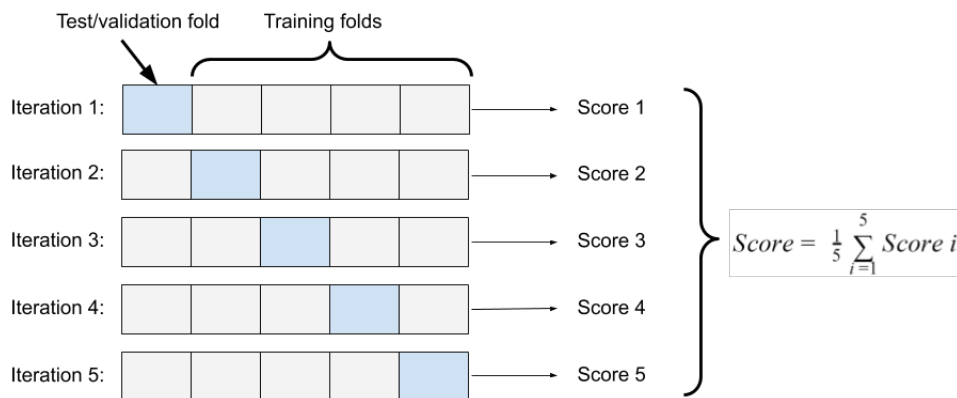 Test/validation fold
Training folds
Iteration 1:
Score 1
Iteration 2:
Score 2
Iteration 3:
Score 3
Iteration 4:
Score 4
Iteration 5:
Score 5
Score = 1/5 ∑_{i=1}^{5} Score i